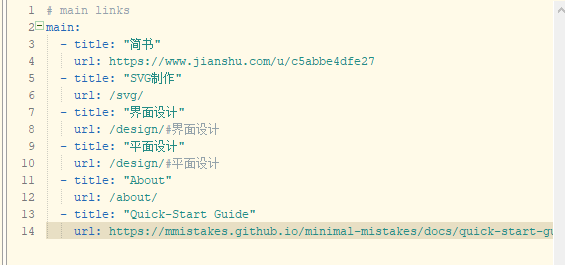 1 # main links
2 main:
3 - title: "简书"
4 url: https://www.jianshu.com/u/c5abbe4dfe27
5 - title: "SVG制作"
6 url: /svg/
7 - title: "界面设计"
8 url: /design/#界面设计
9 - title: "平面设计"
10 url: /design/#平面设计
11 - title: "About"
12 url: /about/
13 - title: "Quick-Start Guide"
14 url: https://mmistakes.github.io/minimal-mistakes/docs/quick-start-gu